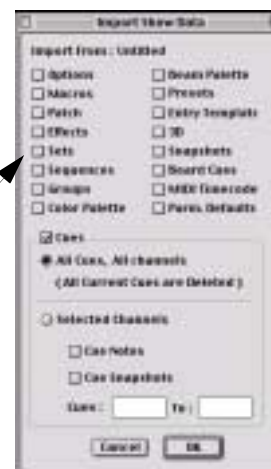 Import Show Data
Import From: Untitled
Options
Macros
Patch
Effects
Sets
Sequences
Groups
Color Palette
Beam Palette
Presets
Entry Template
3D
Snapshots
Board Cues
MIDI Timecode
Parm. Defaults
Cues
All Cues, All channels
(All Current Cues are Deleted)
Selected Channels
Cue Notes
Cue Snapshots
Cues: To:
Cancel OK